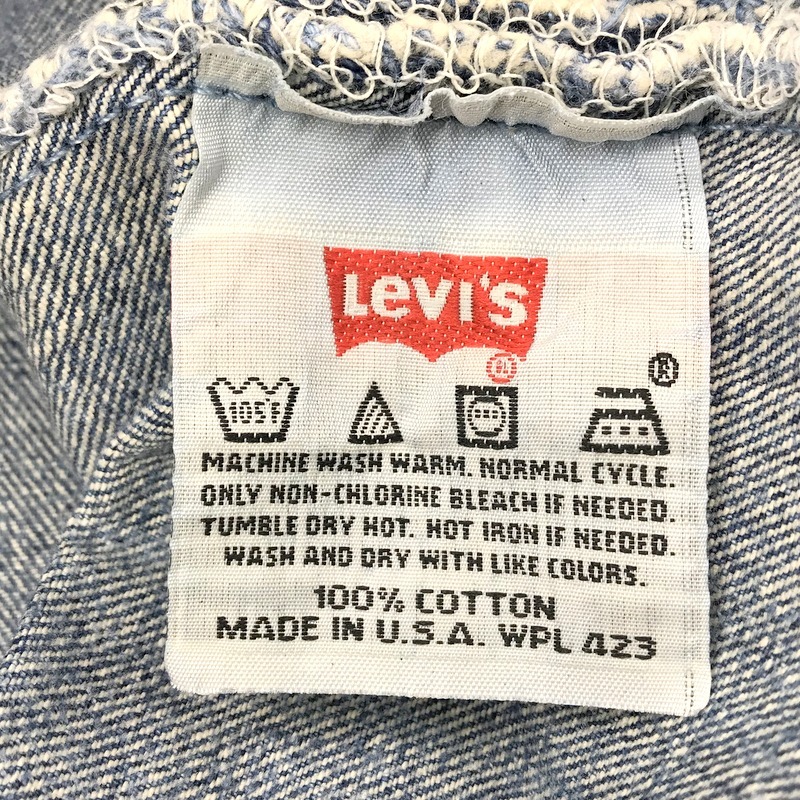 LEVI'S
®
®
105°F
MACHINE WASH WARM. NORMAL CYCLE.
ONLY NON-CHLORINE BLEACH IF NEEDED.
TUMBLE DRY HOT. HOT IRON IF NEEDED.
WASH AND DRY WITH LIKE COLORS.
100% COTTON
MADE IN U.S.A. WPL 423